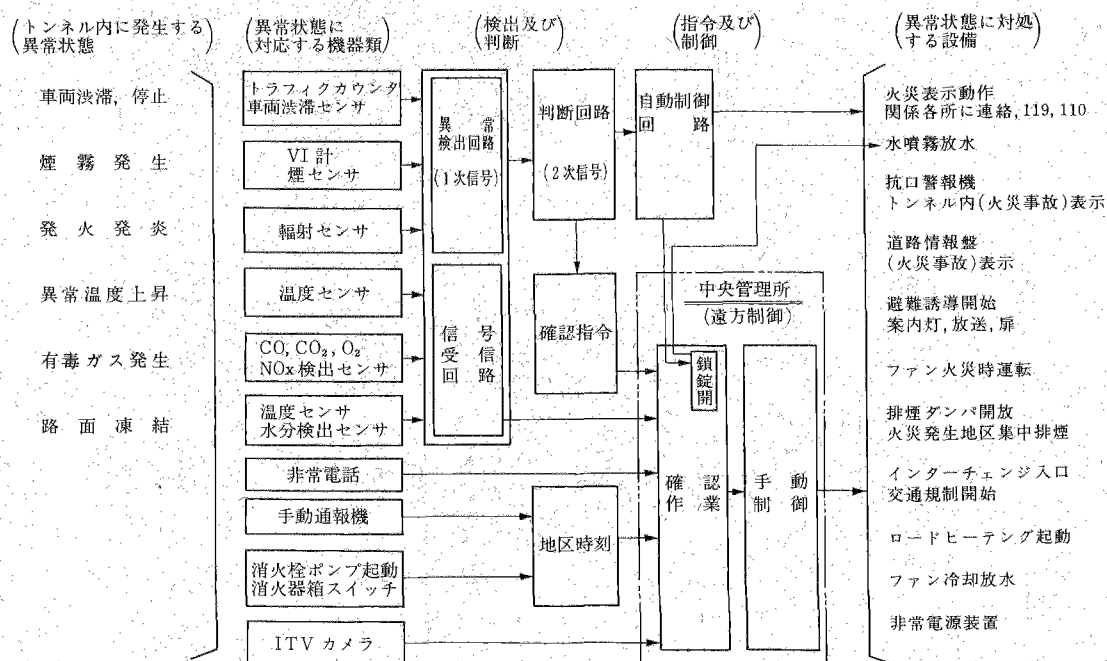 (トンネル内に発生する
異常状態)
(異常状態に
対応する機器類)
(検出及び
判断)
(指令及び
制御)
(異常状態に対処
する設備)
車両渋滞, 停止
煙霧発生
発火発炎
異常温度上昇
有毒ガス発生
路面凍結
トラフィクカウンタ
車両渋滞センサ
VI計
煙センサ
輻射センサ
温度センサ
CO, CO₂, O₂
NOx検出センサ
温度センサ
水分検出センサ
非常電話
手動通報機
消火栓ポンプ起動
消火器箱スイッチ
ITVカメラ
異常
検出回路
(1次信号)
信号
受信
回路
判断回路
(2次信号)
確認指令
地区時刻
自動制御
回路
中央管理所
(遠方制御)
鎖
錠
開
確認
作業
手動
制御
火災表示動作
関係各所に連絡, 119, 110
水噴霧放水
抗口警報機
トンネル内(火災事故)表示
道路情報盤
(火災事故)表示
避難誘導開始
案内灯, 放送, 扉
ファン火災時運転
排煙ダンパ開放
火災発生地区集中排煙
インターチェンジ入口
交通規制開始
ロードヒーテング起動
ファン冷却放水
非常電源装置